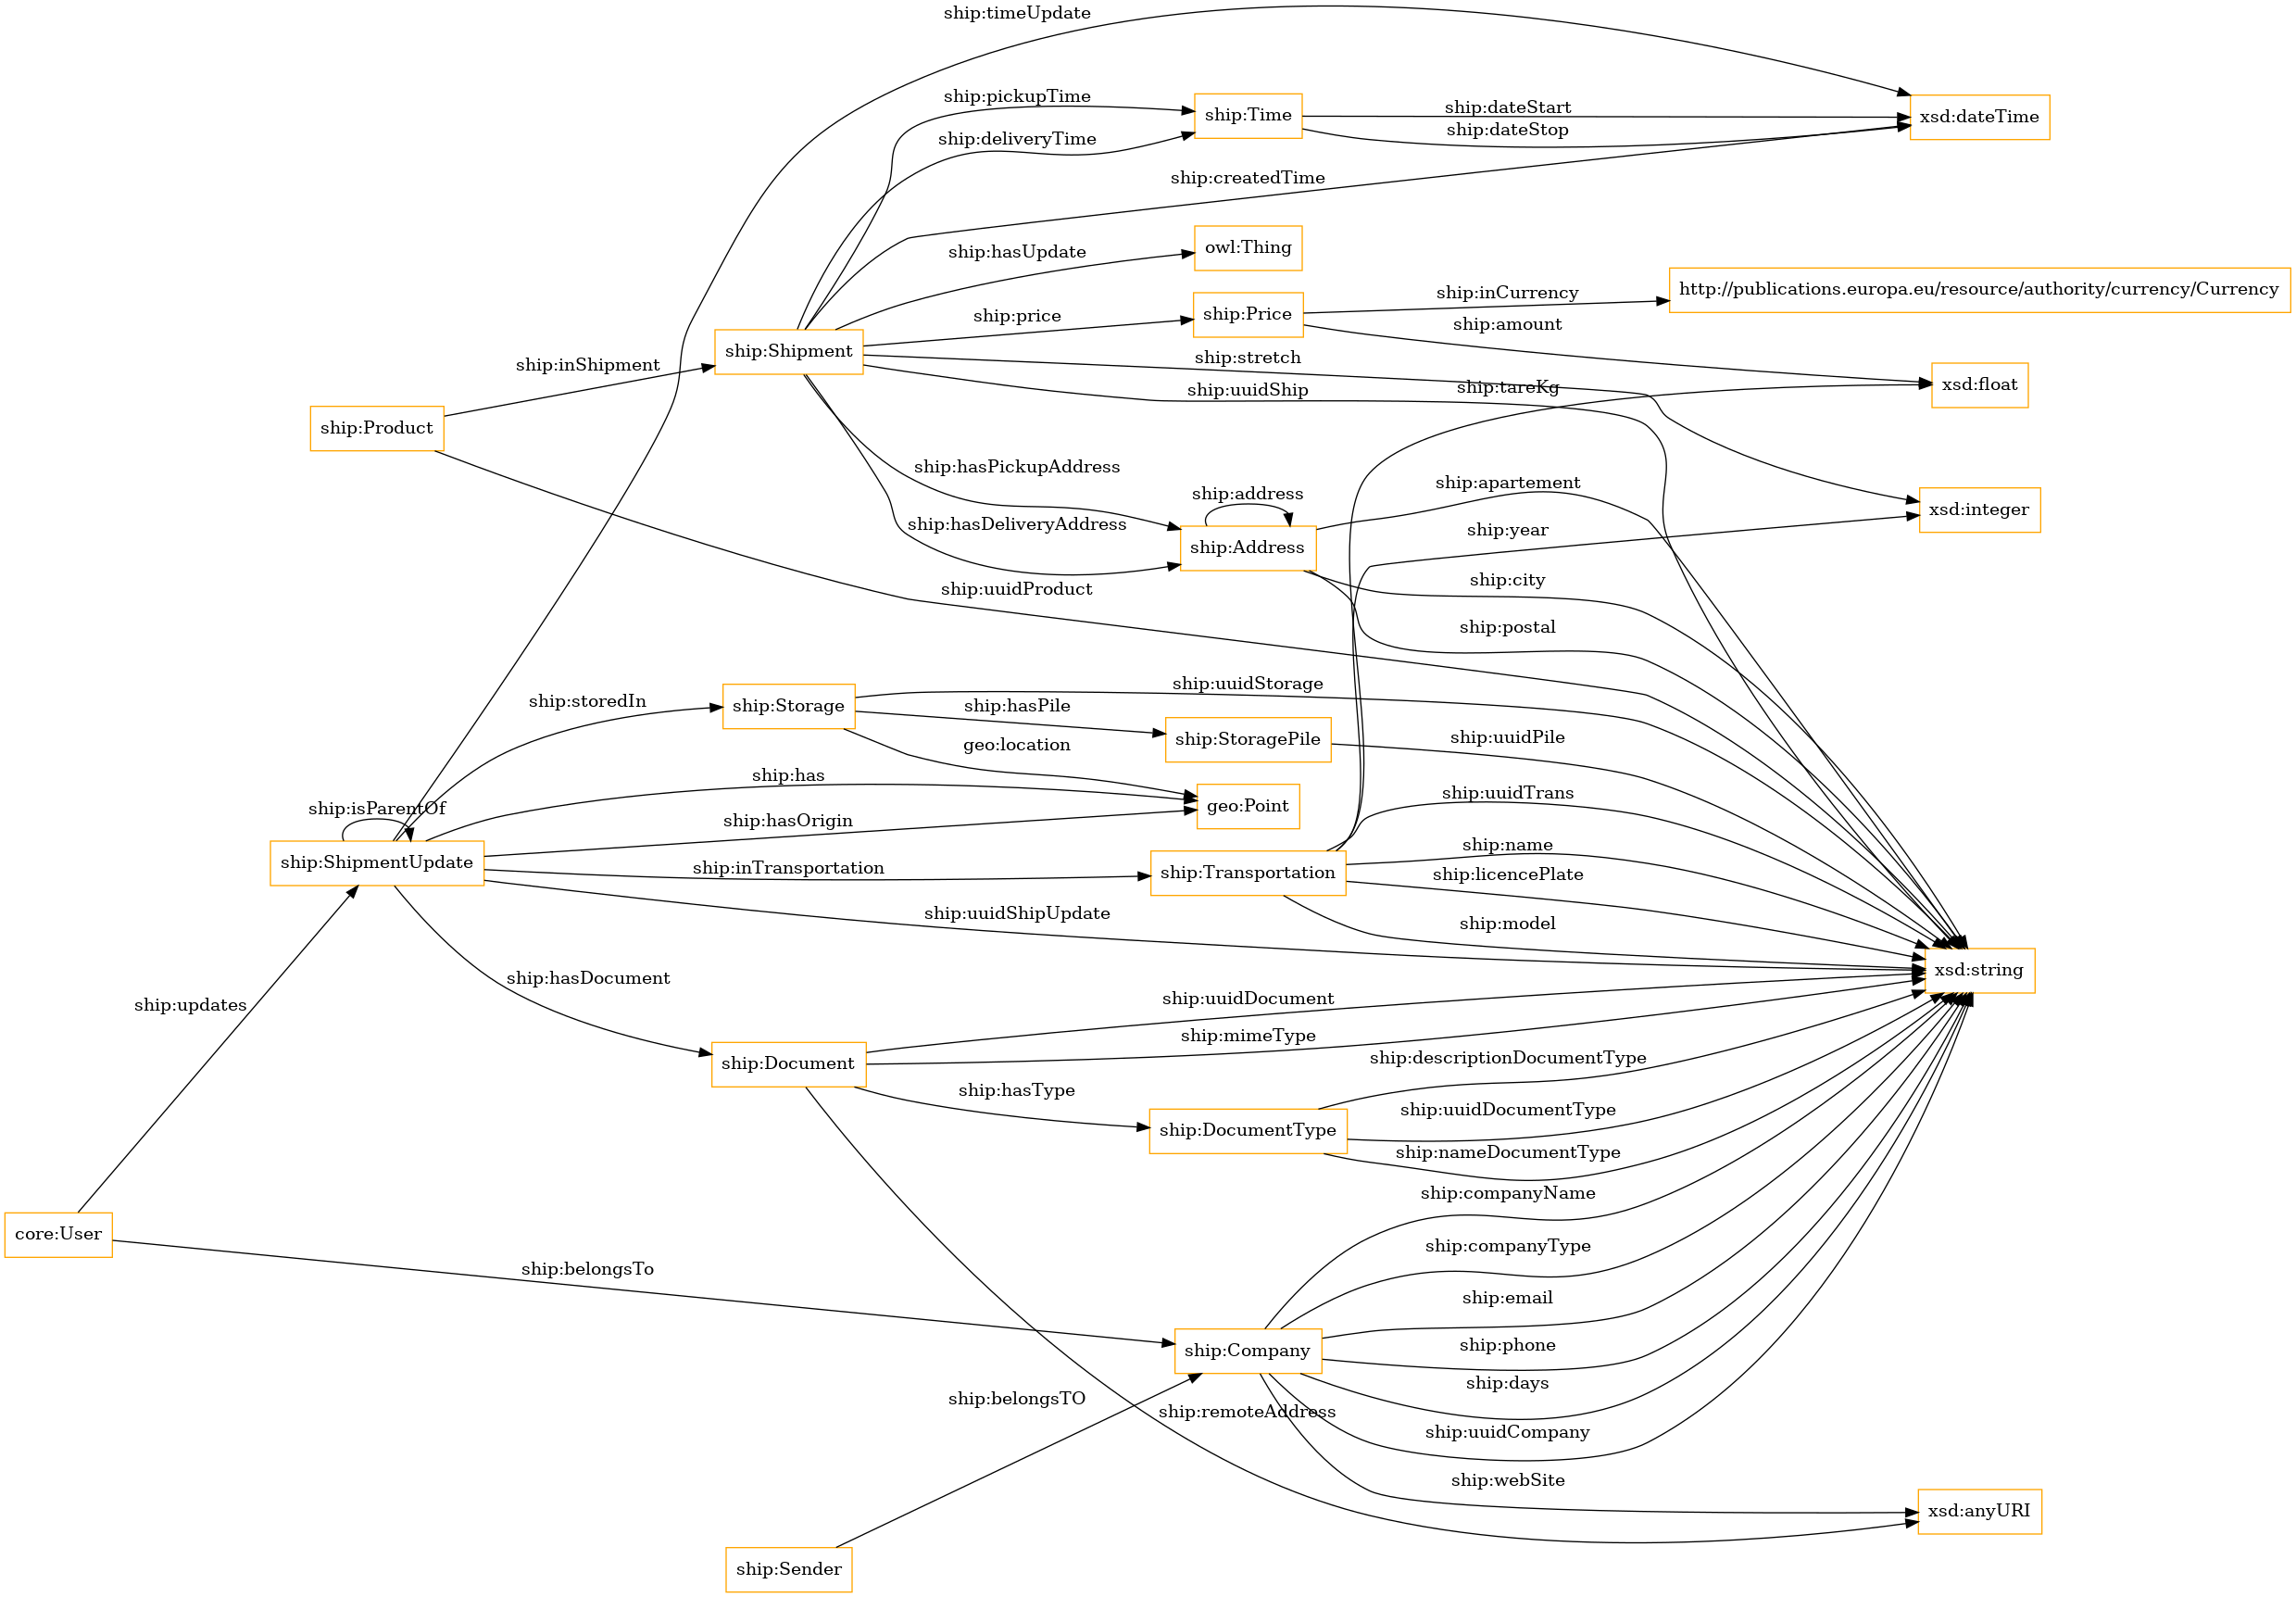 ship:timeUpdate
ship:pickupTime
ship:Time
ship:dateStart
xsd:dateTime
ship:dateStop
ship:deliveryTime
ship:createdTime
owl:Thing
ship:hasUpdate
http://publications.europa.eu/resource/authority/currency/Currency
ship:inCurrency
ship:Price
ship:price
ship:amount
ship:Shipment
ship:stretch
ship:inShipment
ship:tareKg
xsd:float
ship:uuidShip
ship:Product
ship:hasPickupAddress
ship:apartement
ship:address
xsd:integer
ship:hasDeliveryAddress
ship:year
ship:Address
ship:city
ship:uuidProduct
ship:postal
ship:uuidStorage
ship:storedIn
ship:Storage
ship:hasPile
ship:StoragePile
ship:uuidPile
geo:location
ship:has
ship:isParentOf
geo:Point
ship:uuidTrans
ship:hasOrigin
ship:name
ship:ShipmentUpdate
ship:inTransportation
ship:Transportation
ship:licencePlate
ship:uuidShipUpdate
ship:model
xsd:string
ship:hasDocument
ship:updates
ship:uuidDocument
ship:mimeType
ship:Document
ship:descriptionDocumentType
ship:hasType
ship:uuidDocumentType
ship:DocumentType
ship:nameDocumentType
ship:companyName
core:User
ship:companyType
ship:belongsTo
ship:email
ship:phone
ship:Company
ship:days
ship:belongsTO
ship:remoteAddress
ship:uuidCompany
ship:webSite
xsd:anyURI
ship:Sender